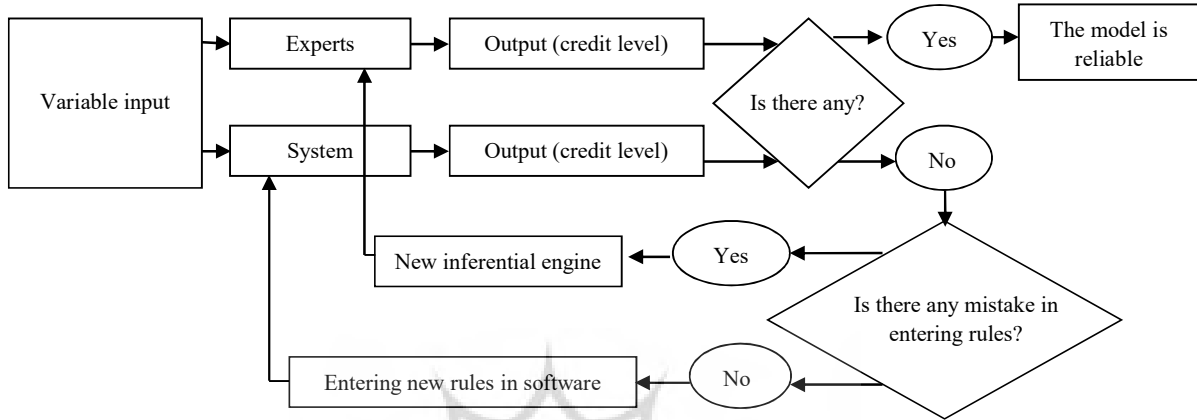 Experts
Output (credit level)
Yes
The model is
reliable
Variable input
Is there any?
System
Output (credit level)
No
New inferential engine
Yes
Is there any mistake in
entering rules?
Entering new rules in software
No